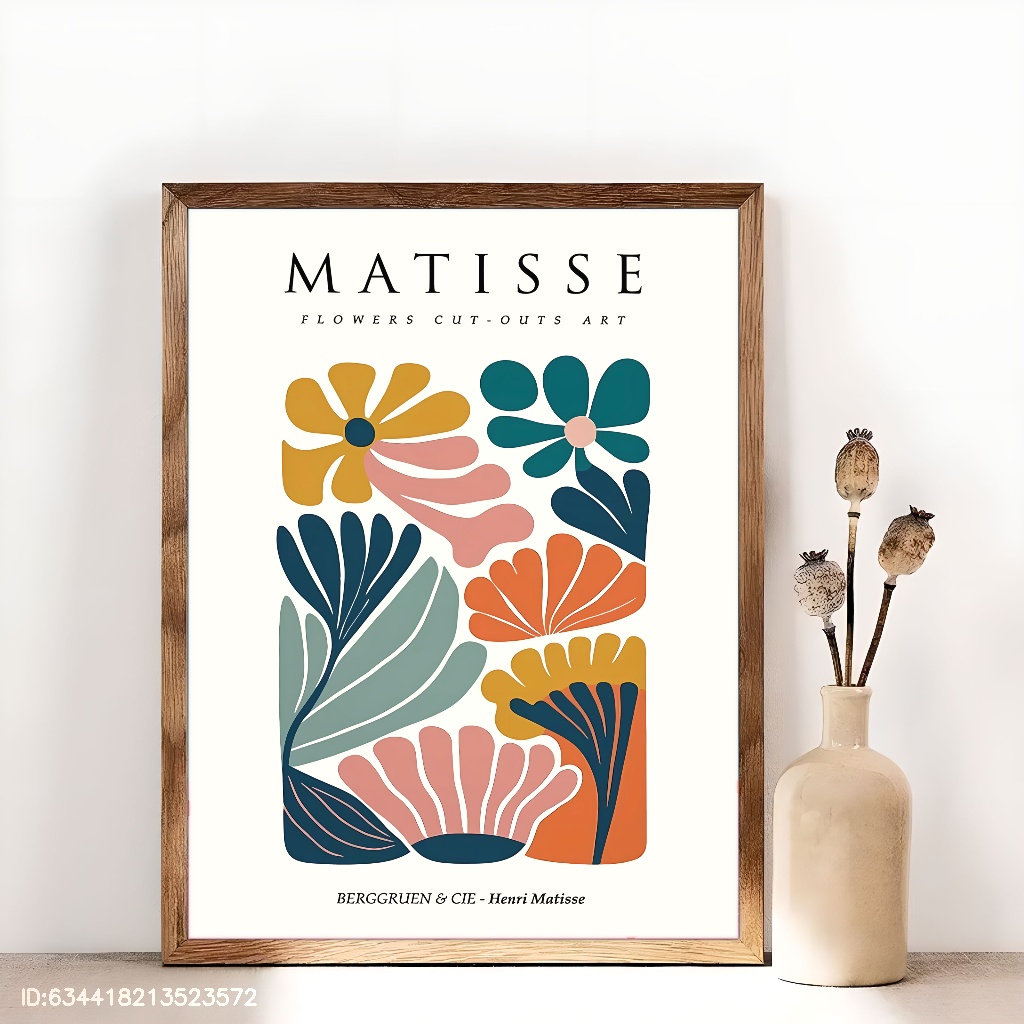 MATISSE
FLOWERS CUT-OUTS ART
BERGGRUEN & CIE - Henri Matisse
ID:634418213523572